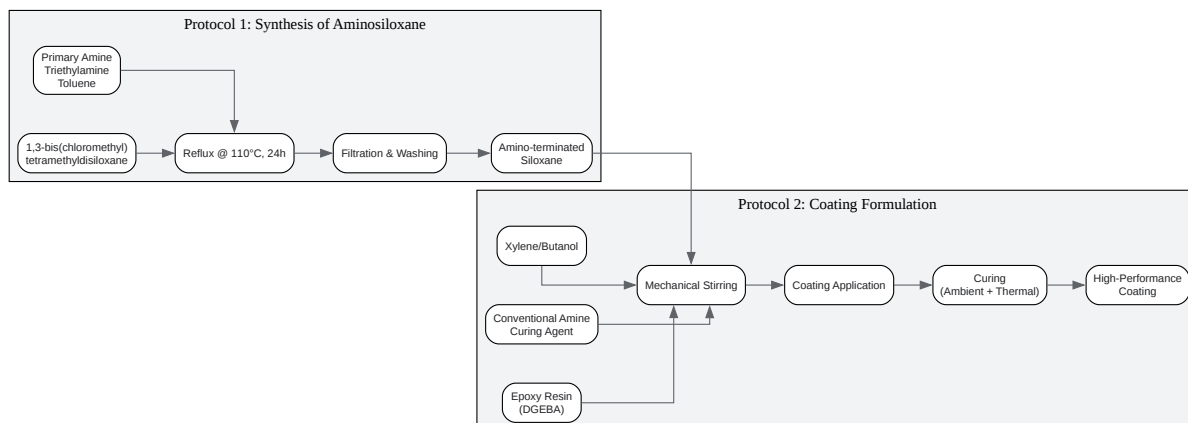 Protocol 1: Synthesis of Aminosiloxane
Primary Amine
Triethylamine
Toluene
1,3-bis(chloromethyl)
tetramethyldisiloxane
Reflux @ 110°C, 24h
Filtration & Washing
Amino-terminated
Siloxane
Protocol 2: Coating Formulation
Xylene/Butanol
Mechanical Stirring
Coating Application
Curing
(Ambient + Thermal)
High-Performance
Coating
Conventional Amine
Curing Agent
Epoxy Resin
(DGEBA)